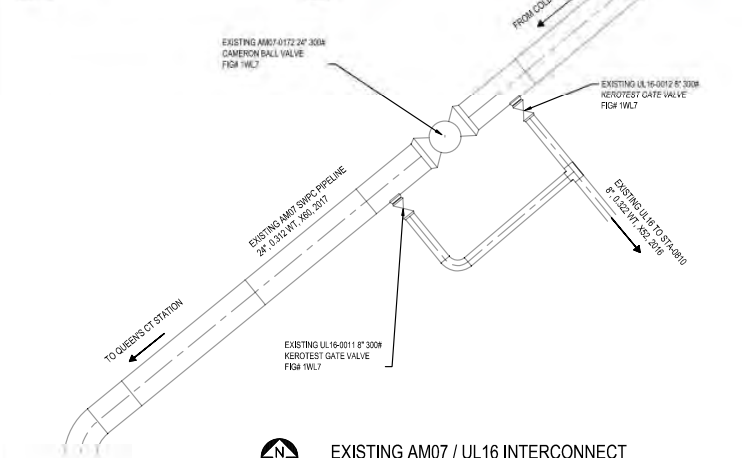 FROM COLD
EXISTING AM07-0172 24" 300#
CAMERON BALL VALVE
FIG# 1WL7
EXISTING UL16-0012 8" 300#
KEROTEST GATE VALVE
FIG# 1WL7
EXISTING AM07 SWPC PIPELINE
24", 0.312 WT, X60, 2017
EXISTING UL16 TO STA-0810
8", 0.322 WT, X52, 2016
TO QUEEN'S CT STATION
EXISTING UL16-0011 8" 300#
KEROTEST GATE VALVE
FIG# 1WL7
N
EXISTING AM07 / UL16 INTERCONNECT